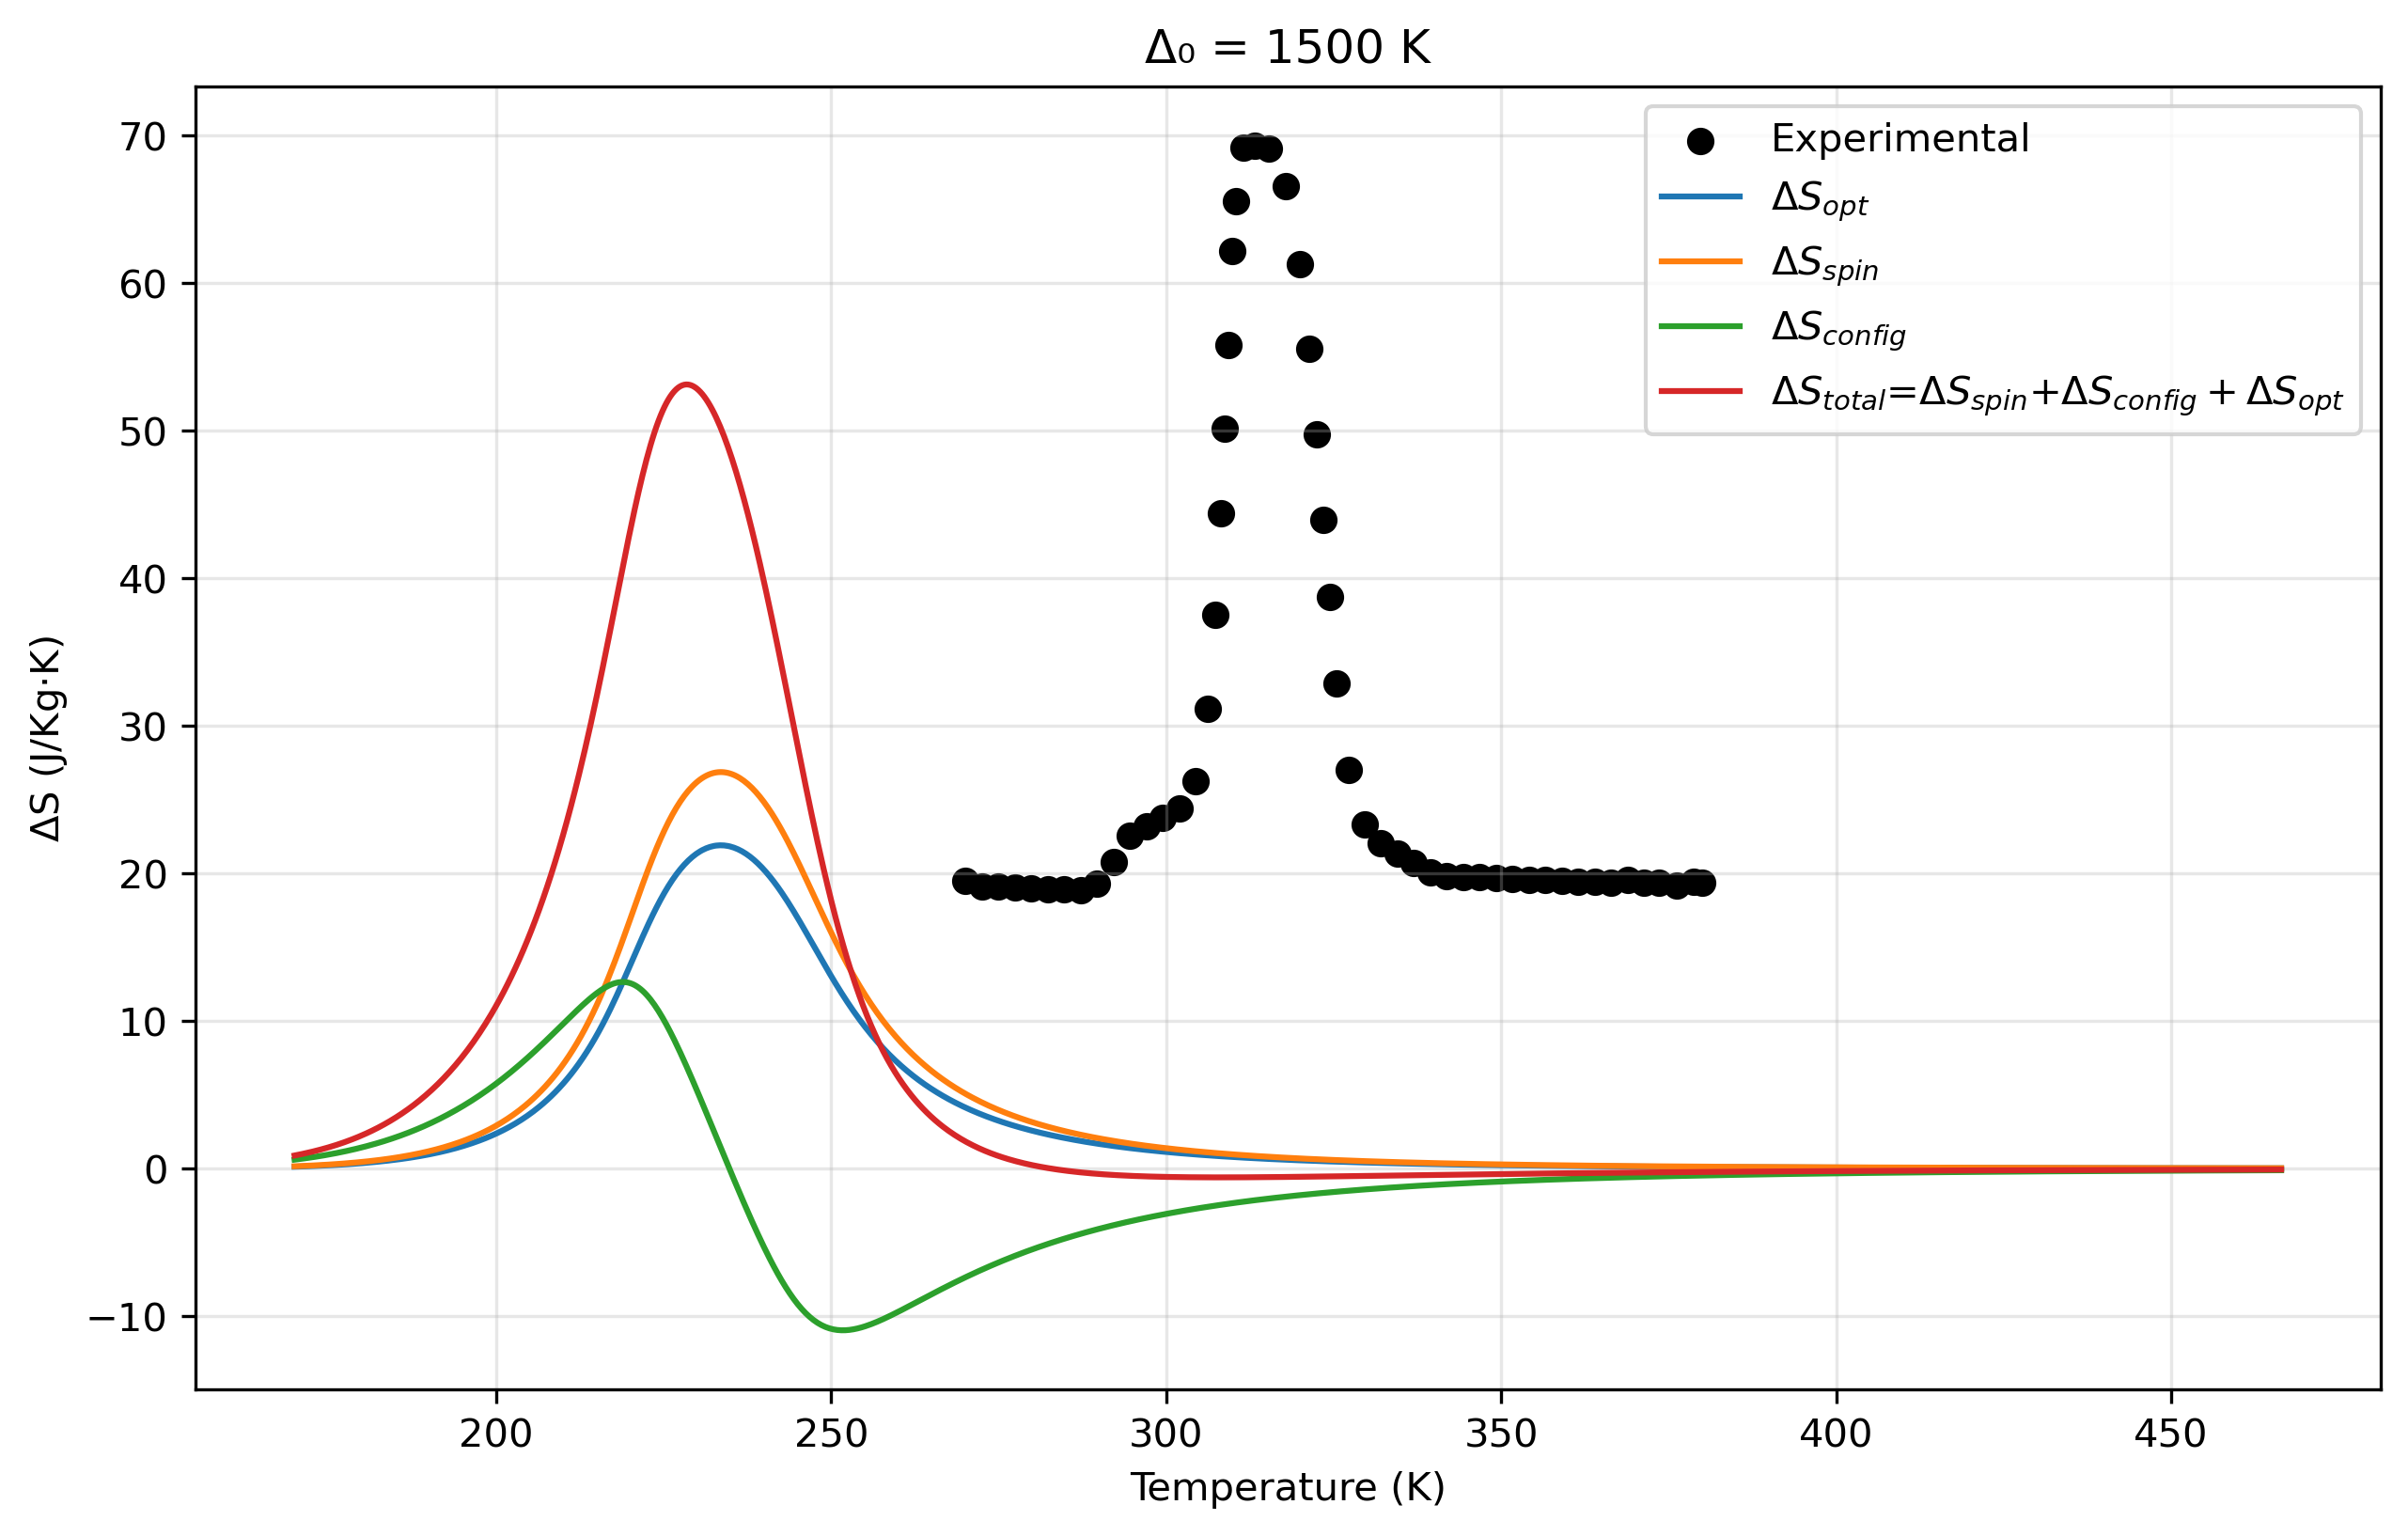 Δ₀ = 1500 K
ΔS (J/Kg·K)
70
60
50
40
30
20
10
0
−10
Experimental
ΔS_opt
ΔS_spin
ΔS_config
ΔS_total=ΔS_spin+ΔS_config + ΔS_opt
200 250 300 350 400 450
Temperature (K)